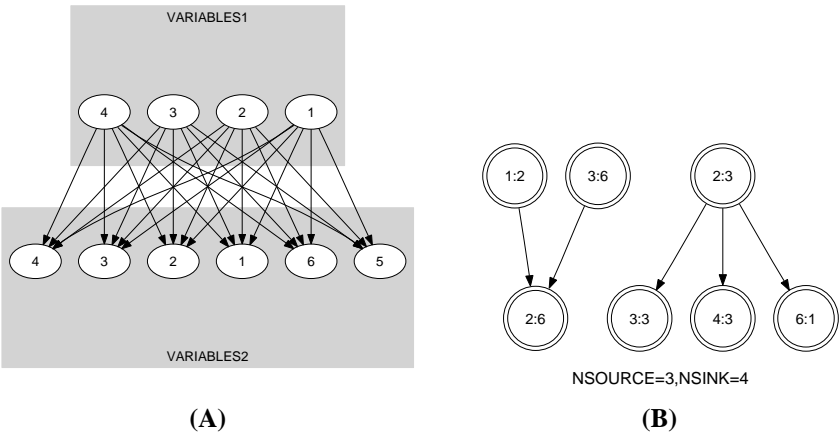 VARIABLES1
4 3 2 1
4 3 2 1 6 5
VARIABLES2
1:2 3:6 2:3
2:6 3:3 4:3 6:1
NSOURCE=3,NSINK=4
(A) (B)